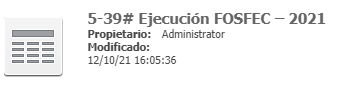 5-39# Ejecución FOSFEC – 2021
Propietario: Administrator
Modificado:
12/10/21 16:05:36